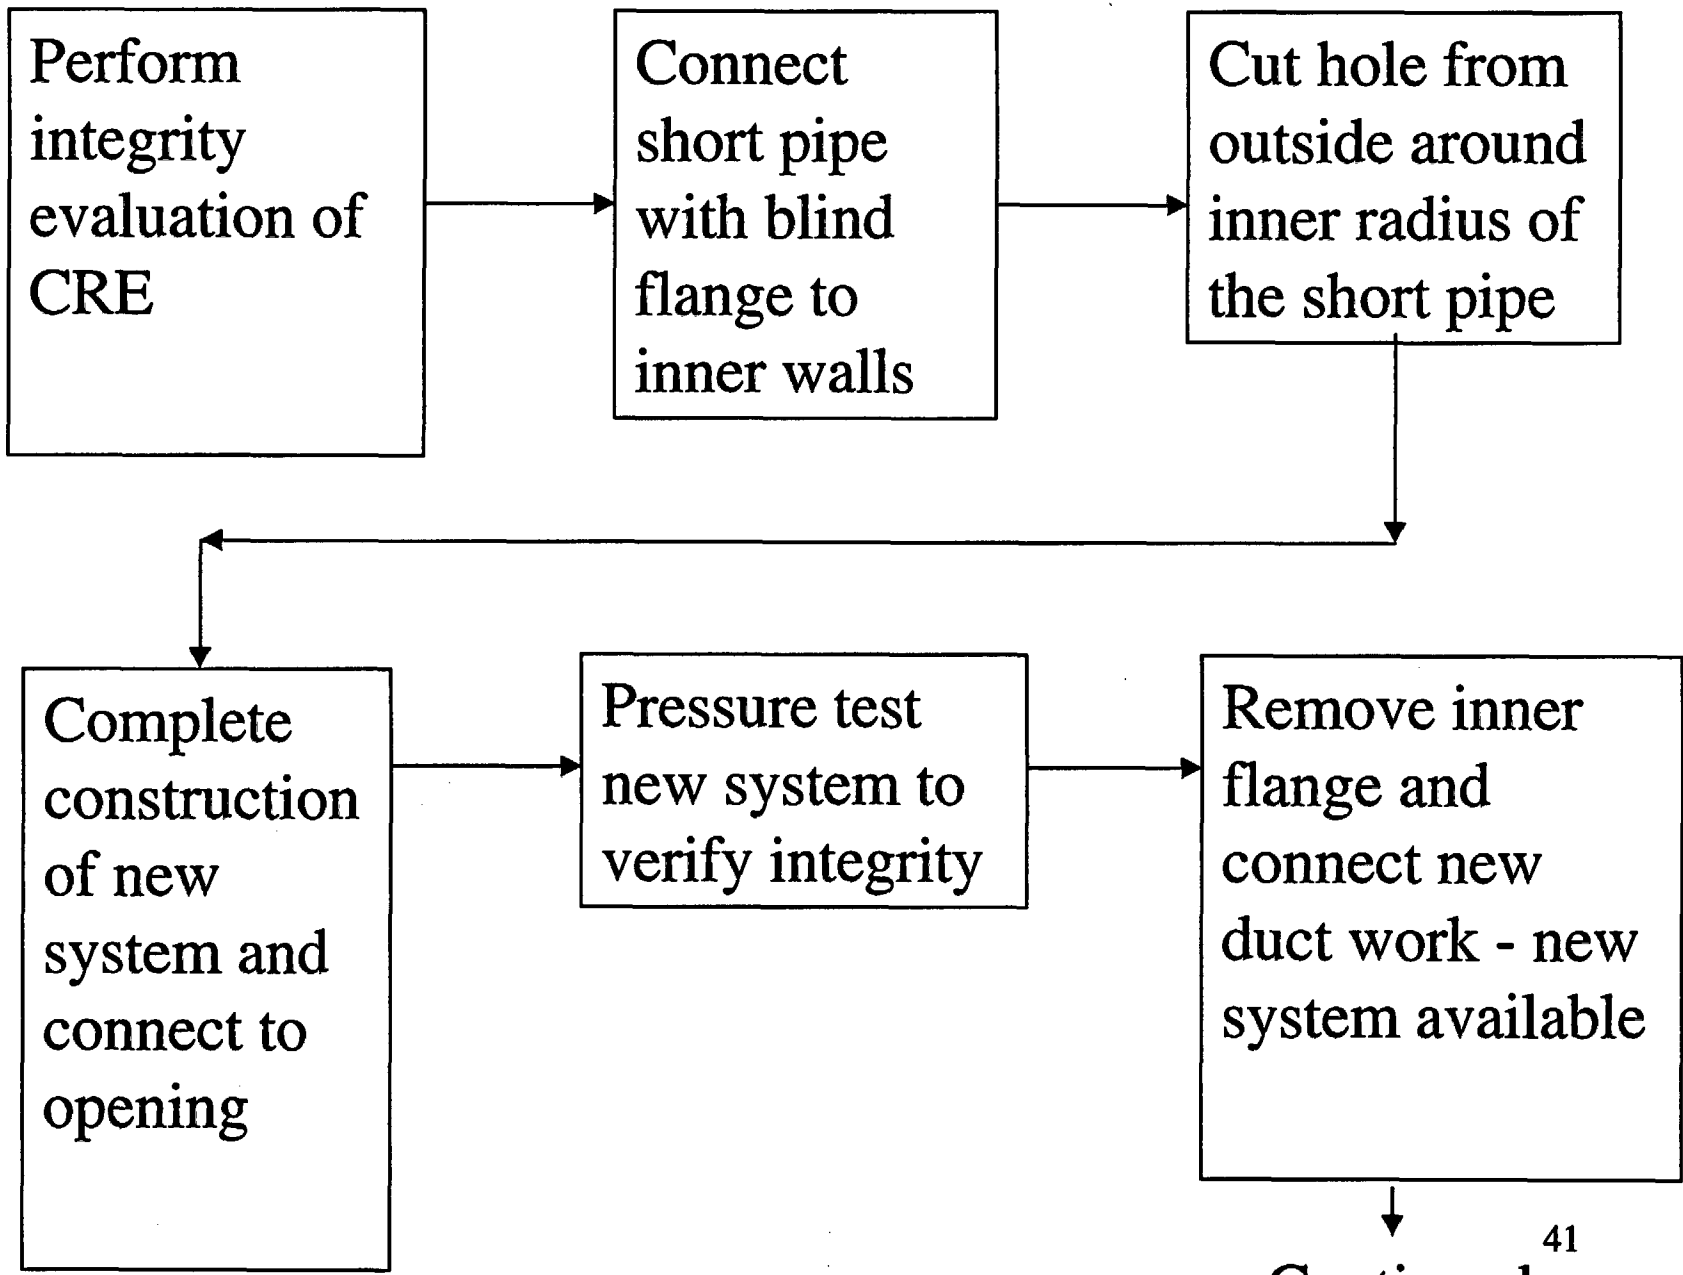 Perform
integrity
evaluation of
CRE
Connect
short pipe
with blind
flange to
inner walls
Cut hole from
outside around
inner radius of
the short pipe
Complete
construction
of new
system and
connect to
opening
Pressure test
new system to
verify integrity
Remove inner
flange and
connect new
duct work - new
system available
41